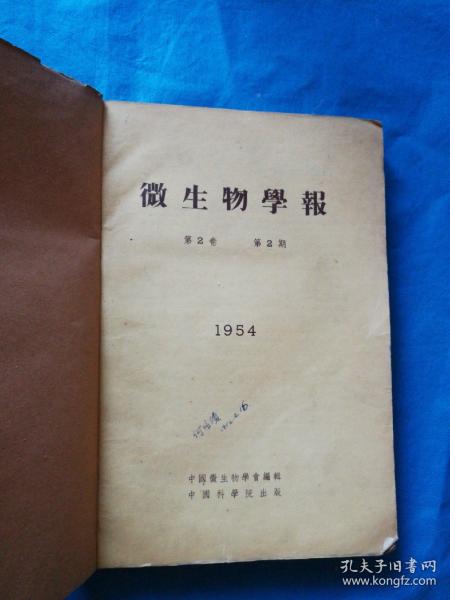 微生物學報
第2卷 第2期
1954
中國微生物學會編輯
中國科學院出版
孔夫子旧书网
www.kongfz.com